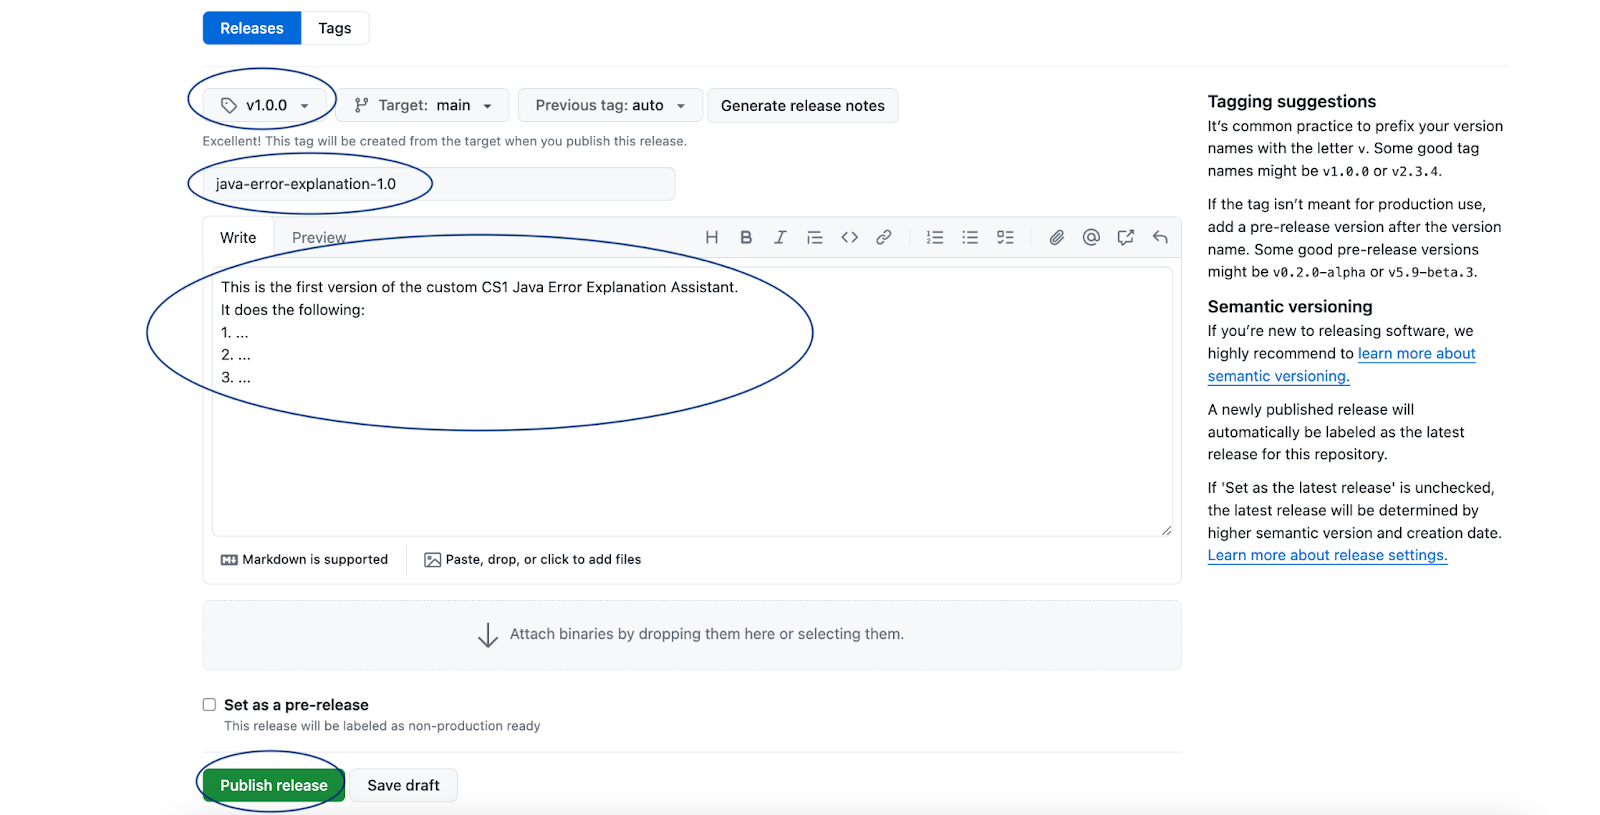 Releases Tags
v1.0.0 Target: main Previous tag: auto Generate release notes
Excellent! This tag will be created from the target when you publish this release.
java-error-explanation-1.0
Write Preview
This is the first version of the custom CS1 Java Error Explanation Assistant.
It does the following:
1. ...
2. ...
3. ...
Markdown is supported Paste, drop, or click to add files
Attach binaries by dropping them here or selecting them.
Set as a pre-release
This release will be labeled as non-production ready
Publish release Save draft
Tagging suggestions
It’s common practice to prefix your version
names with the letter v. Some good tag
names might be v1.0.0 or v2.3.4.
If the tag isn’t meant for production use,
add a pre-release version after the version
name. Some good pre-release versions
might be v0.2.0-alpha or v5.9-beta.3.
Semantic versioning
If you’re new to releasing software, we
highly recommend to learn more about
semantic versioning.
A newly published release will
automatically be labeled as the latest
release for this repository.
If 'Set as the latest release' is unchecked,
the latest release will be determined by
higher semantic version and creation date.
Learn more about release settings.